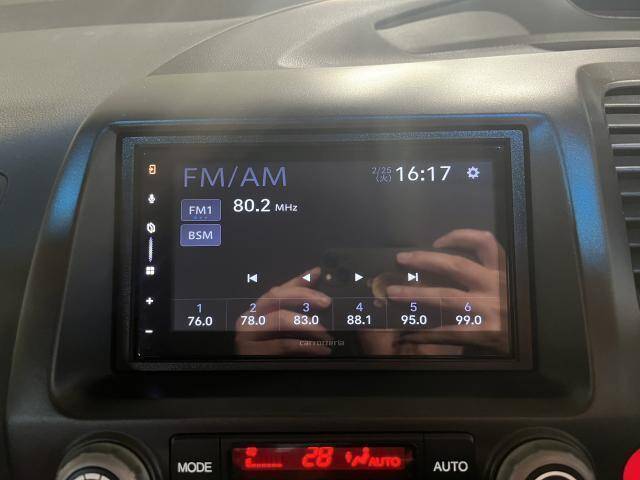 FM/AM
2/25
(火)
16:17
FM1
80.2 MHz
BSM
1 2 3 4 5 6
76.0 78.0 83.0 88.1 95.0 99.0
carrozzeria
MODE
28
AUTO
AUTO